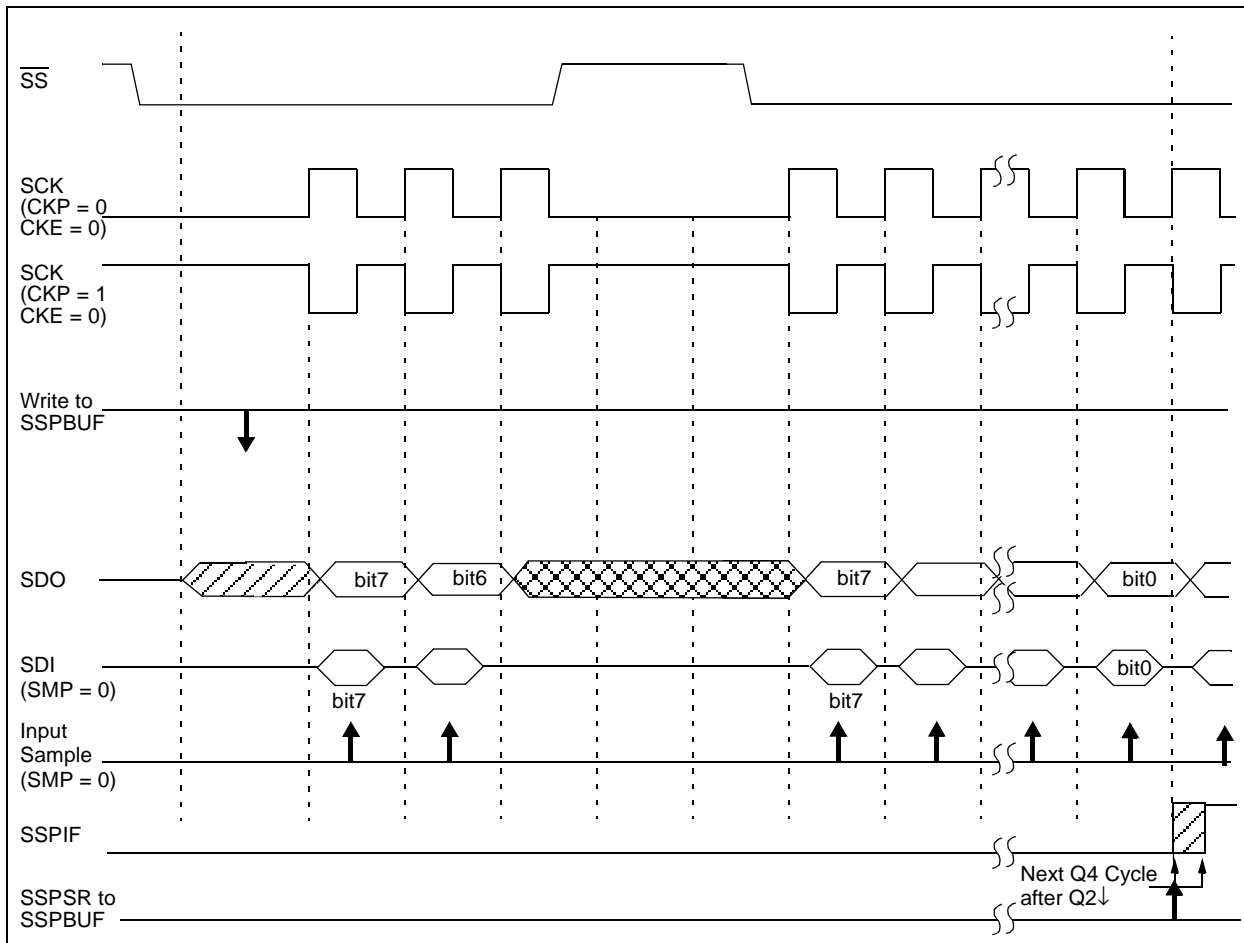 SS
SCK
(CKP = 0
CKE = 0)
SCK
(CKP = 1
CKE = 0)
Write to
SSPBUF
SDO
bit7
bit6
bit7
bit0
SDI
(SMP = 0)
bit7
bit7
bit0
Input
Sample
(SMP = 0)
SSPIF
Next Q4 Cycle
after Q2↓
SSPSR to
SSPBUF